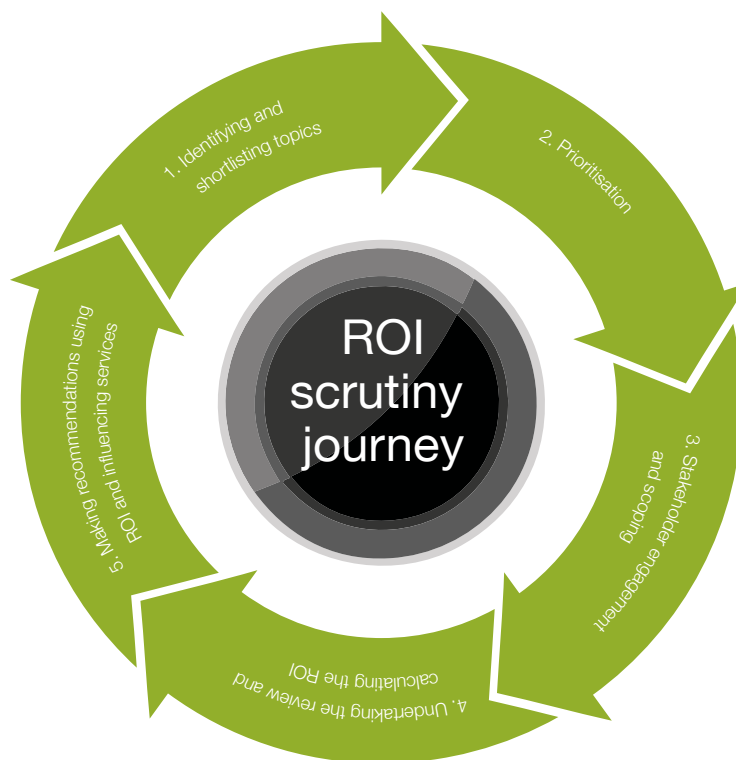 1. Identifying and
shortlisting topics
2. Prioritisation
3. Stakeholder engagement
and scoping
4. Undertaking the review and
calculating the ROI
5. Making recommendations using
ROI and influencing services
ROI
scrutiny
journey